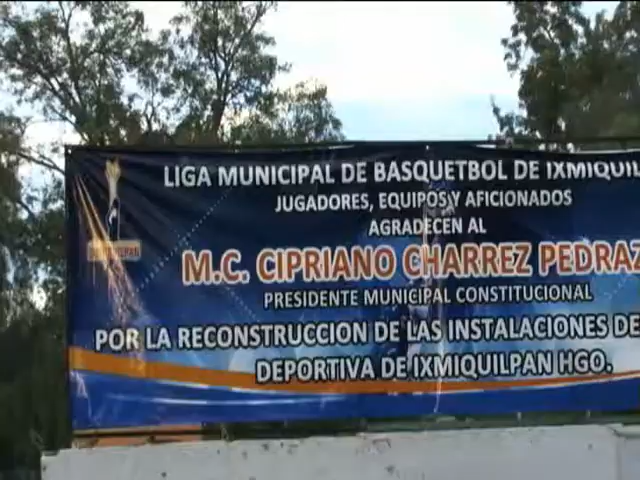 LIGA MUNICIPAL DE BASQUETBOL DE IXMIQUIL
JUGADORES, EQUIPOS Y AFICIONADOS
AGRADECEN AL
M.C. CIPRIANO CHARREZ PEDRAZ
PRESIDENTE MUNICIPAL CONSTITUCIONAL
POR LA RECONSTRUCCION DE LAS INSTALACIONES DE
DEPORTIVA DE IXMIQUILPAN HGO.